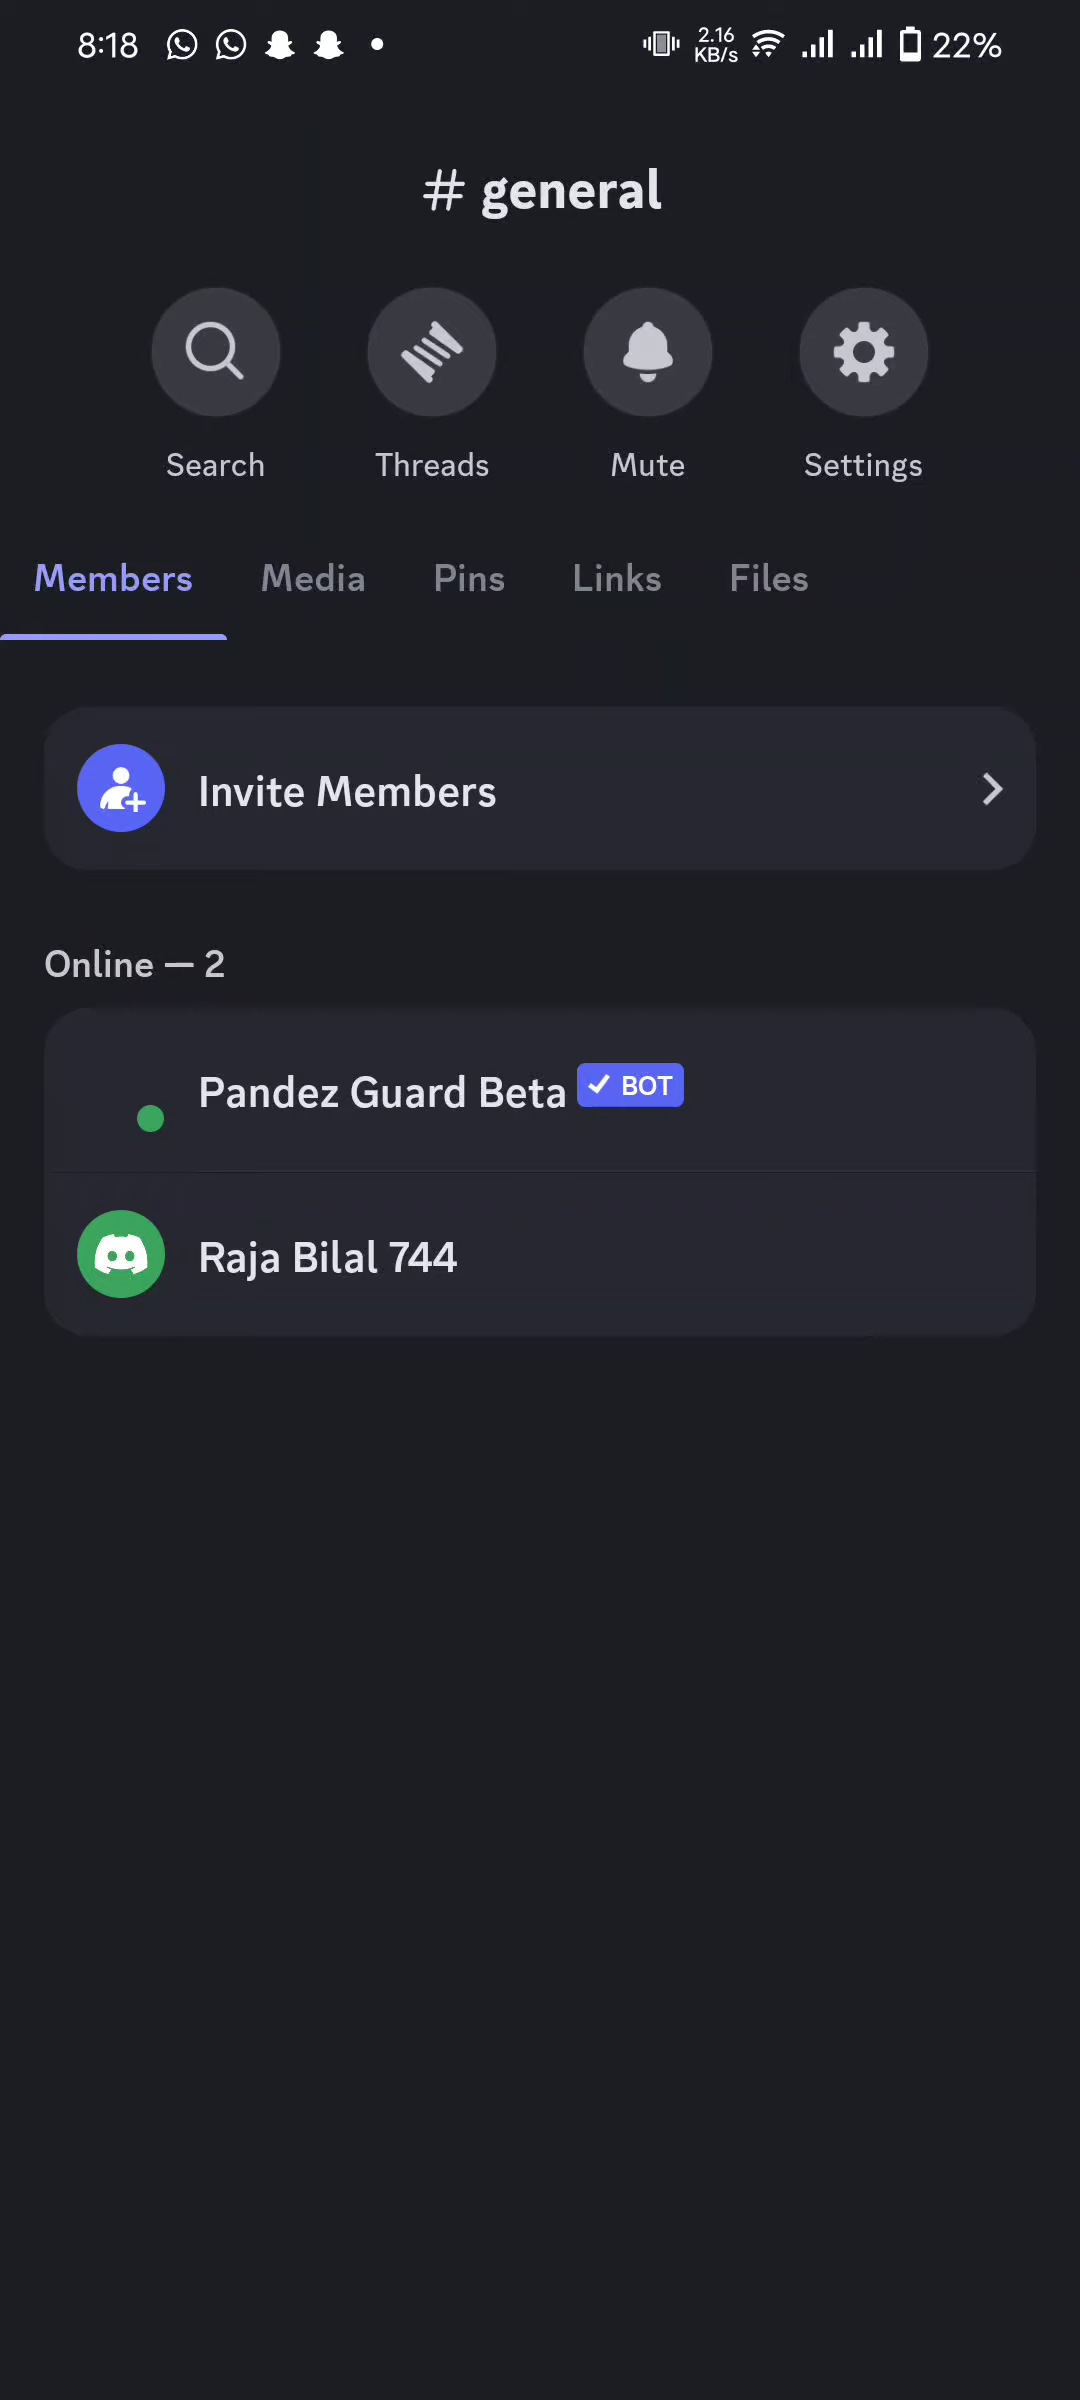 8:18 2.16 KB/s 22%
# general
Search Threads Mute Settings
Members Media Pins Links Files
Invite Members
Online — 2
Pandez Guard Beta BOT
Raja Bilal 744